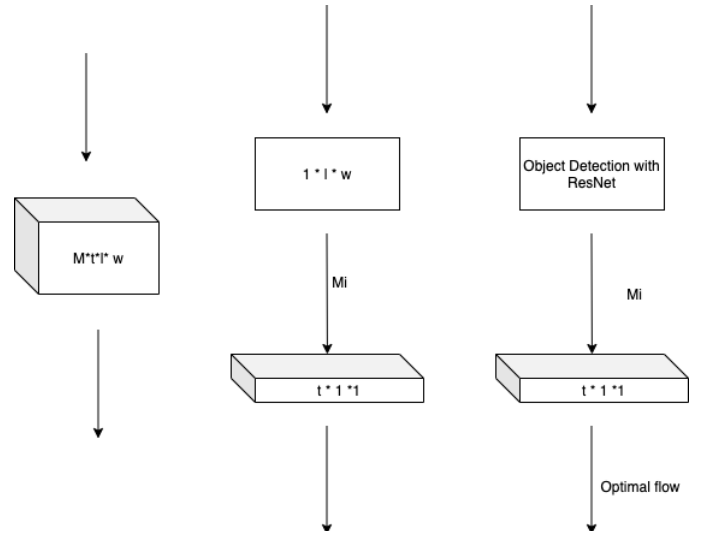 M*t*l* w
1 * l * w
Mi
t * 1 *1
Object Detection with
ResNet
Mi
t * 1 *1
Optimal flow